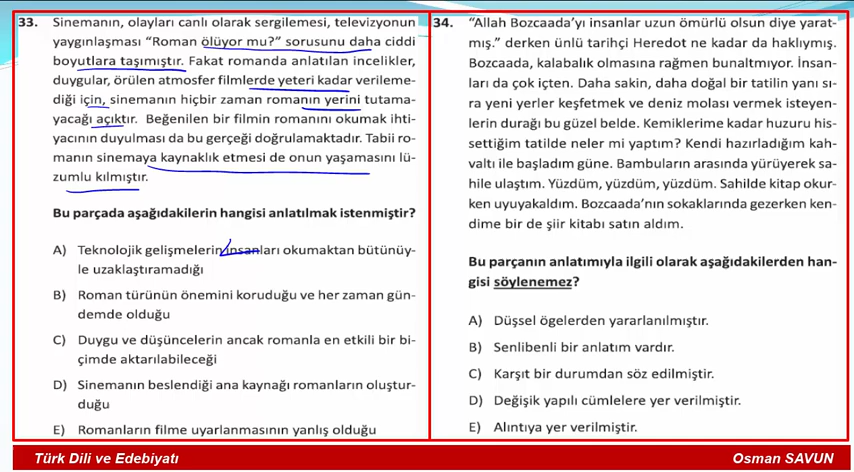 33. Sinemanın, olayları canlı olarak sergilemesi, televizyonun
yaygınlaşması “Roman ölüyor mu?” sorusunu daha ciddi
boyutlara taşımıştır. Fakat romanda anlatılan incelikler,
duygular, örülen atmosfer filmlerde yeteri kadar verileme-
diği için, sinemanın hiçbir zaman romanın yerini tutama-
yacağı açıktır. Beğenilen bir filmin romanını okumak ihti-
yacının duyulması da bu gerçeği doğrulamaktadır. Tabii ro-
manın sinemaya kaynaklık etmesi de onun yaşamasını lü-
zumlu kılmıştır.
Bu parçada aşağıdakilerin hangisi anlatılmak istenmiştir?
A) Teknolojik gelişmelerin insanları okumaktan bütünüy-
le uzaklaştıramadığı
B) Roman türünün önemini koruduğu ve her zaman gün-
demde olduğu
C) Duygu ve düşüncelerin ancak romanla en etkili bir bi-
çimde aktarılabileceği
D) Sinemanın beslendiği ana kaynağı romanların oluştur-
duğu
E) Romanların filme uyarlanmasının yanlış olduğu
34. “Allah Bozcaada’yı insanlar uzun ömürlü olsun diye yarat-
mış.” derken ünlü tarihçi Heredot ne kadar da haklıymış.
Bozcaada, kalabalık olmasına rağmen bunaltmıyor. İnsan-
ları da çok içten. Daha sakin, daha doğal bir tatilin yanı sı-
ra yeni yerler keşfetmek ve deniz molası vermek isteyen-
lerin durağı bu güzel belde. Kemiklerime kadar huzuru his-
settiğim tatilde neler mi yaptım? Kendi hazırladığım kah-
valtı ile başladım güne. Bambuların arasında yürüyerek sa-
hile ulaştım. Yüzdüm, yüzdüm, yüzdüm. Sahilde kitap okur-
ken uyuyakaldım. Bozcaada’nın sokaklarında gezerken ken-
dime bir de şiir kitabı satın aldım.
Bu parçanın anlatımıyla ilgili olarak aşağıdakilerden han-
gisi söylenemez?
A) Düşsel ögelerden yararlanılmıştır.
B) Senlibenli bir anlatım vardır.
C) Karşıt bir durumdan söz edilmiştir.
D) Değişik yapılı cümlelere yer verilmiştir.
E) Alıntıya yer verilmiştir.
Türk Dili ve Edebiyatı
Osman SAVUN